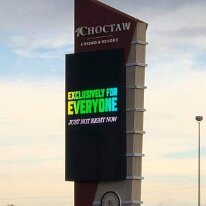 CHOCTAW
CASINO & RESORT
EXCLUSIVELY FOR
EVERYONE
JUST NOT RIGHT NOW